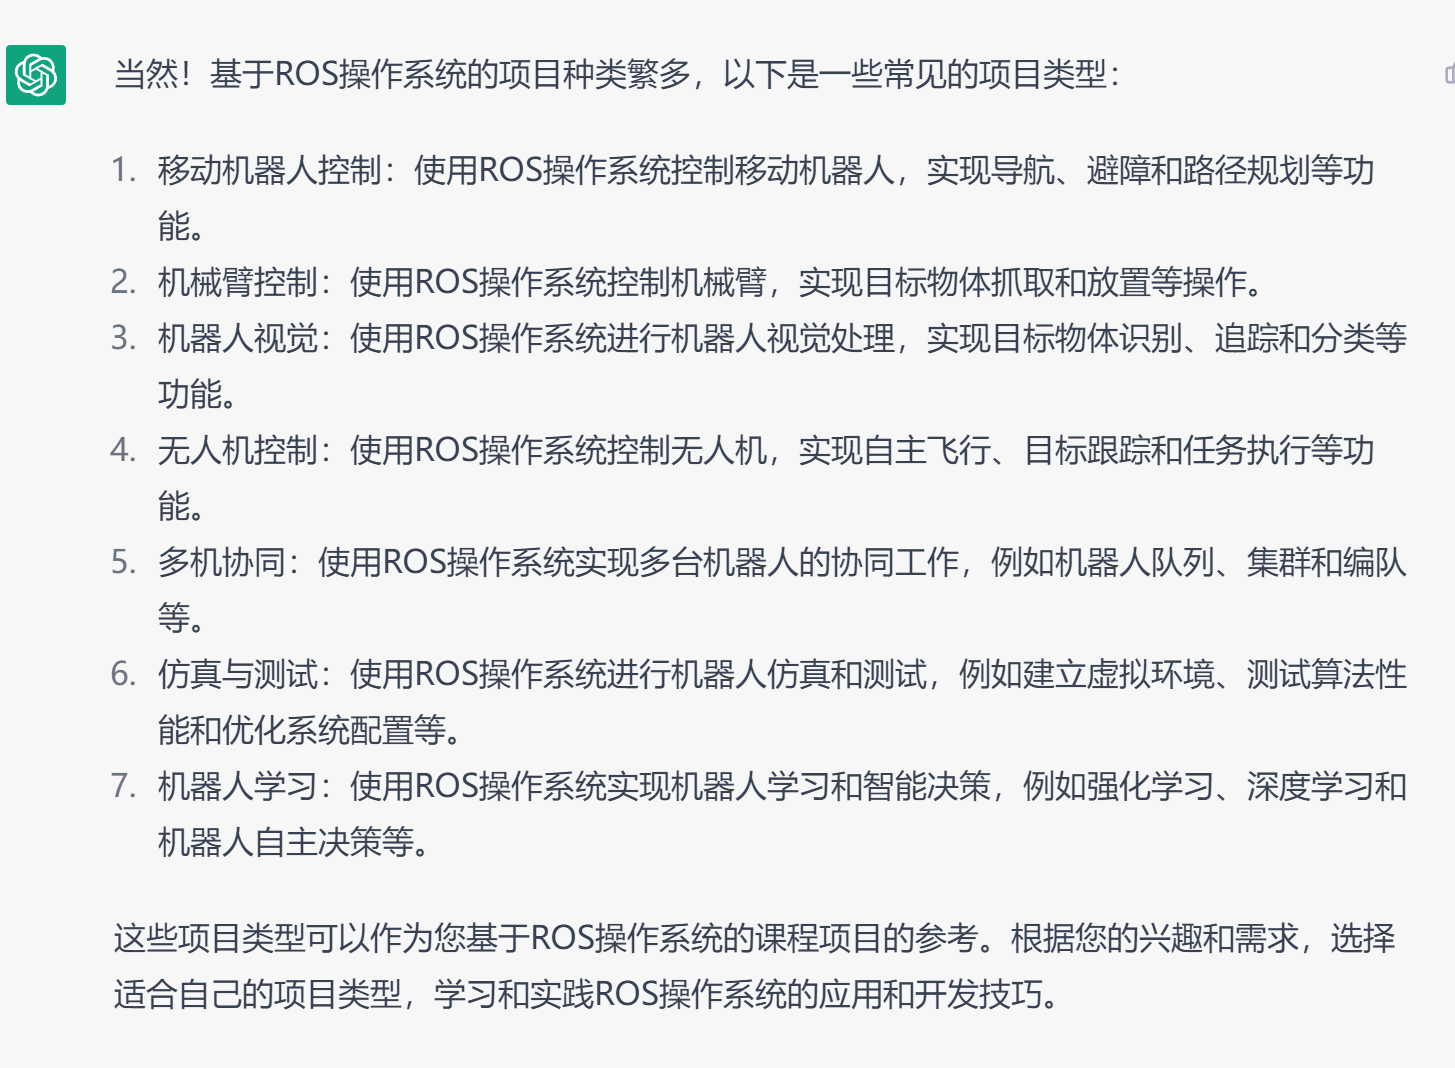 当然！基于ROS操作系统的项目种类繁多，以下是一些常见的项目类型：
1. 移动机器人控制：使用ROS操作系统控制移动机器人，实现导航、避障和路径规划等功
能。
2. 机械臂控制：使用ROS操作系统控制机械臂，实现目标物体抓取和放置等操作。
3. 机器人视觉：使用ROS操作系统进行机器人视觉处理，实现目标物体识别、追踪和分类等
功能。
4. 无人机控制：使用ROS操作系统控制无人机，实现自主飞行、目标跟踪和任务执行等功
能。
5. 多机协同：使用ROS操作系统实现多台机器人的协同工作，例如机器人队列、集群和编队
等。
6. 仿真与测试：使用ROS操作系统进行机器人仿真和测试，例如建立虚拟环境、测试算法性
能和优化系统配置等。
7. 机器人学习：使用ROS操作系统实现机器人学习和智能决策，例如强化学习、深度学习和
机器人自主决策等。
这些项目类型可以作为您基于ROS操作系统的课程项目的参考。根据您的兴趣和需求，选择
适合自己的项目类型，学习和实践ROS操作系统的应用和开发技巧。